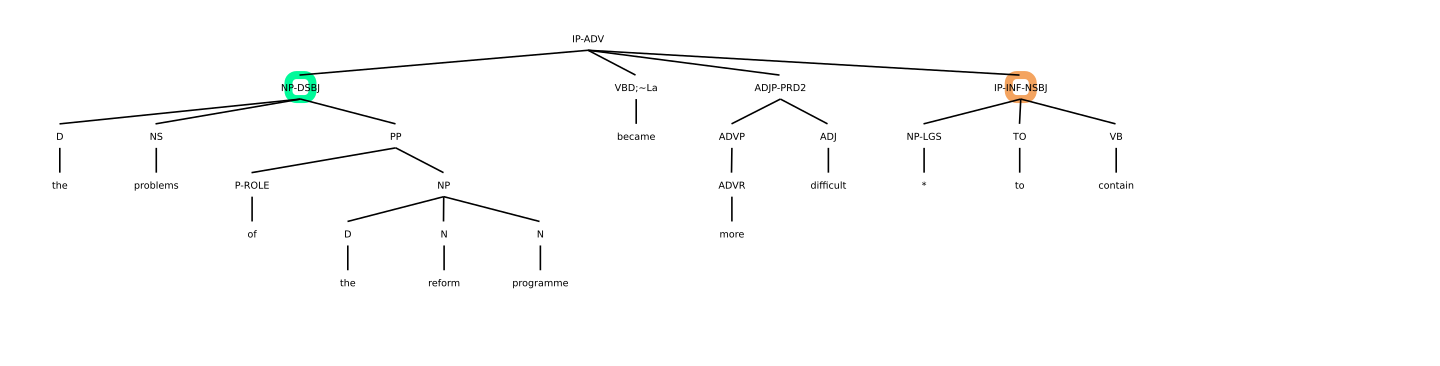 IP-ADV
NP-DSBJ VBD;~La ADJP-PRD2 IP-INF-NSBJ
D NS PP became ADVP ADJ NP-LGS TO VB
the problems P-ROLE NP ADVR difficult * to contain
of D N N more
the reform programme